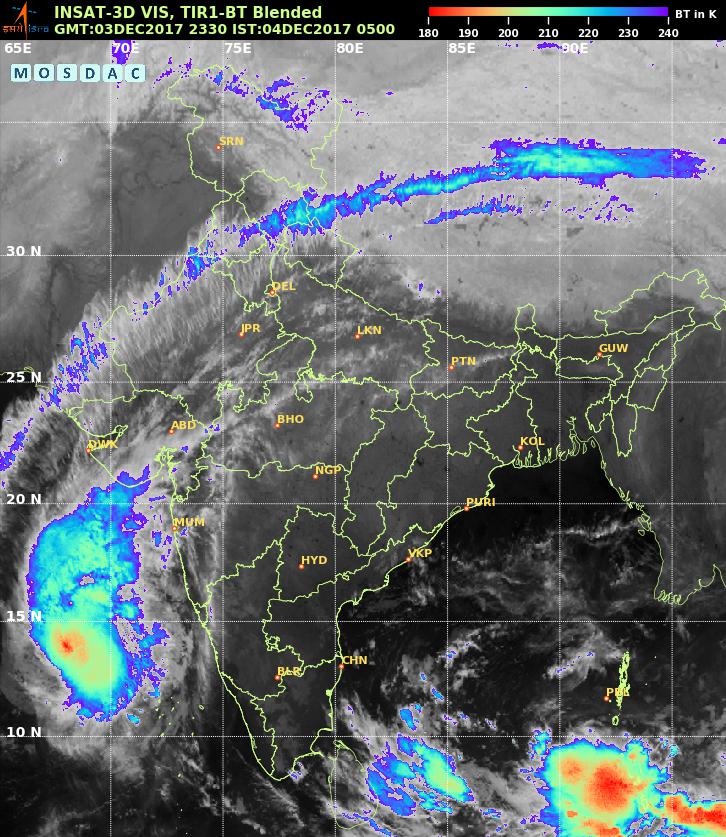 INSAT-3D VIS, TIR1-BT Blended
GMT:03DEC2017 2330 IST:04DEC2017 0500
BT in K
180 190 200 210 220 230 240
65E 70E 75E 80E 85E 90E
MOSDAC
SRN
30 N
DEL
JPR LKN
GUW
PTN
25 N
ABD BHO
DWK KOL
NGP
20 N
PURI
MUM
VKP
HYD
15 N
CHN
BLR
PBL
10 N